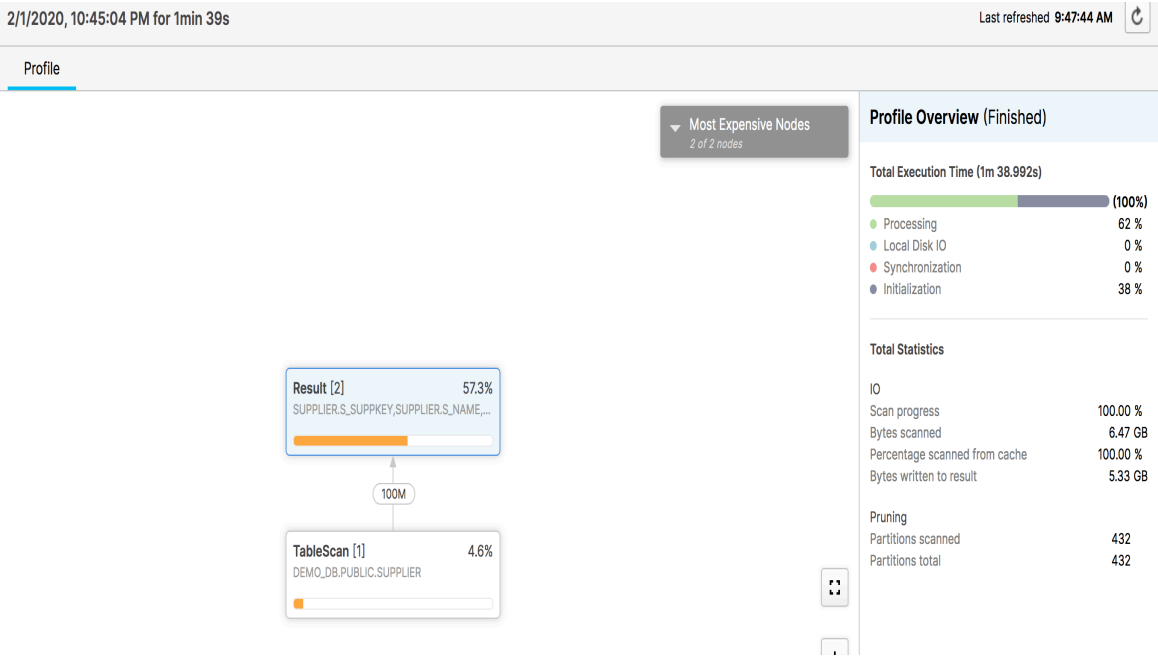 2/1/2020, 10:45:04 PM for 1min 39s
Last refreshed 9:47:44 AM
Profile
Most Expensive Nodes
2 of 2 nodes
Result [2] 57.3%
SUPPLIER.S_SUPPKEY,SUPPLIER.S_NAME,...
100M
TableScan [1] 4.6%
DEMO_DB.PUBLIC.SUPPLIER
Profile Overview (Finished)
Total Execution Time (1m 38.992s)
(100%)
Processing 62 %
Local Disk IO 0 %
Synchronization 0 %
Initialization 38 %
Total Statistics
IO
Scan progress 100.00 %
Bytes scanned 6.47 GB
Percentage scanned from cache 100.00 %
Bytes written to result 5.33 GB
Pruning
Partitions scanned 432
Partitions total 432